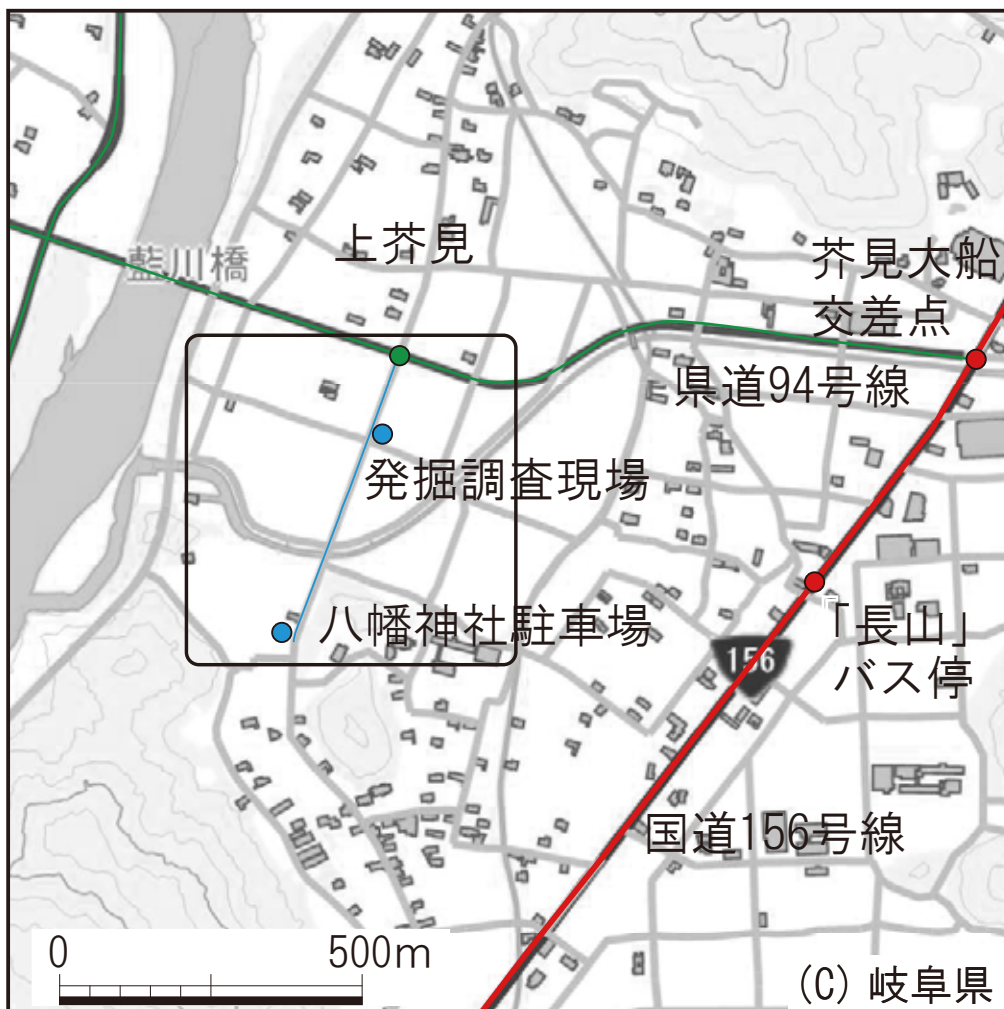 藍川橋
上芥見
芥見大船
交差点
県道94号線
発掘調査現場
八幡神社駐車場
「長山」
バス停
156
国道156号線
0 500m
(C) 岐阜県